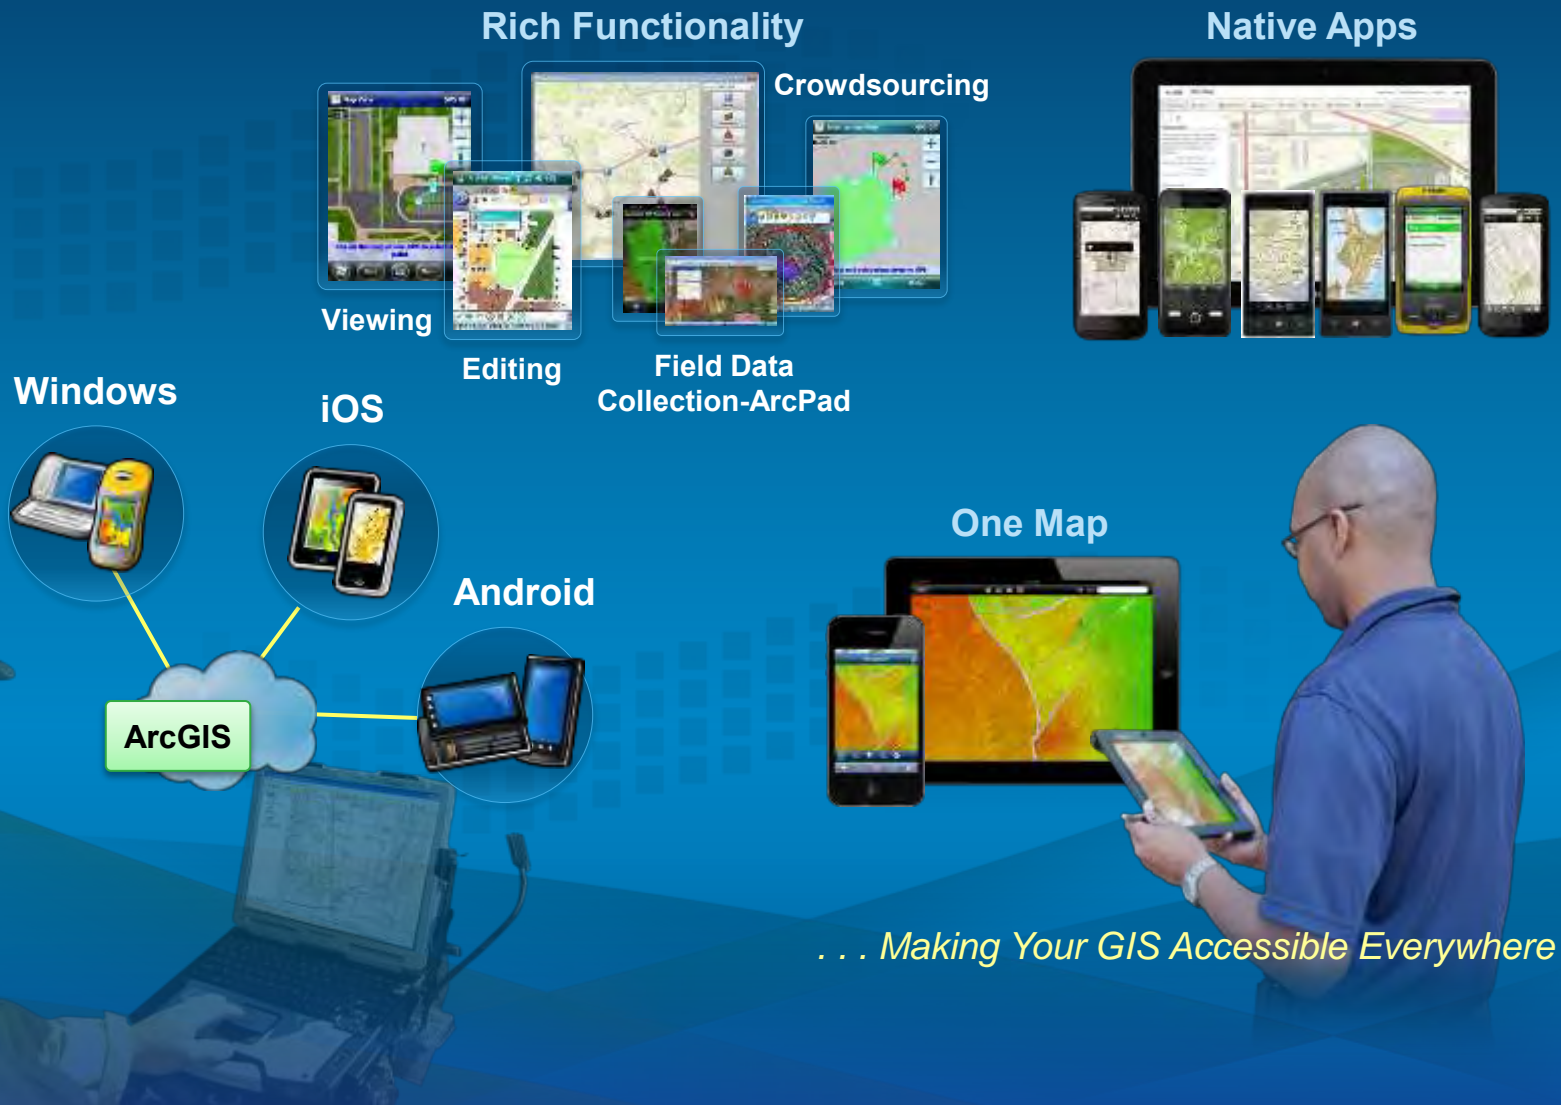 Rich Functionality
Native Apps
Crowdsourcing
Viewing
Editing
Field Data
Collection-ArcPad
Windows
iOS
Android
ArcGIS
One Map
. . . Making Your GIS Accessible Everywhere